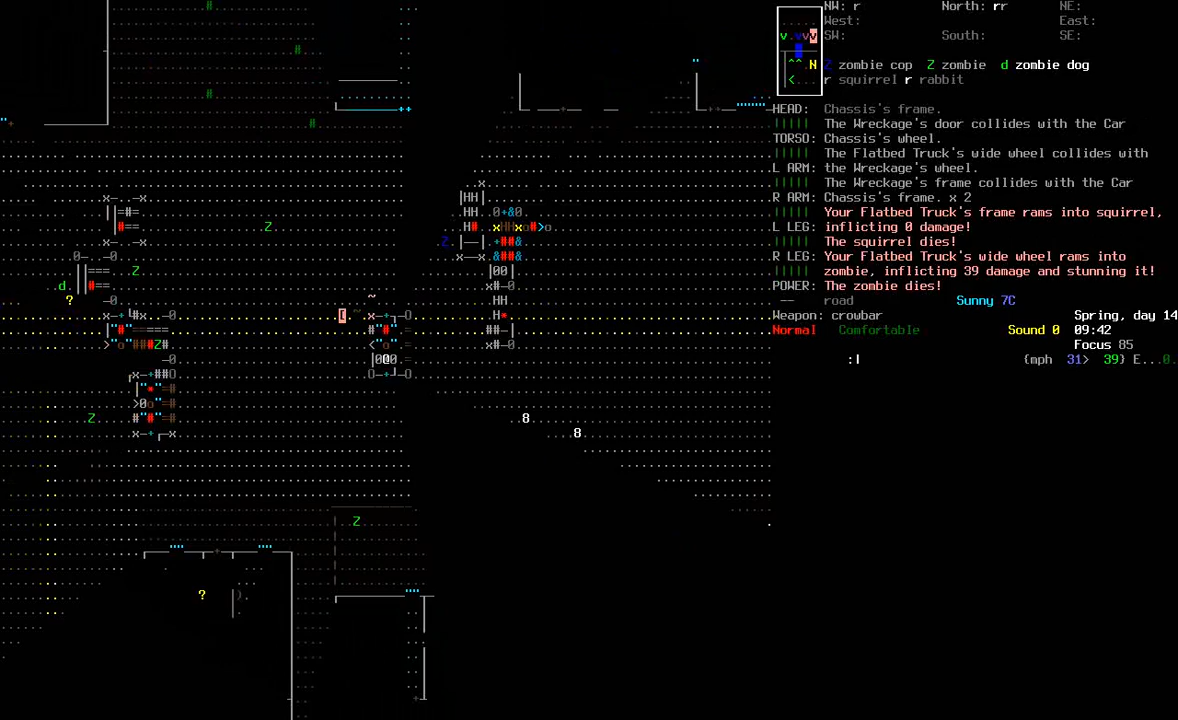 NW: r North: rr NE:
West: East:
SW: South: SE:
Z zombie cop Z zombie d zombie dog
r squirrel r rabbit
HEAD: Chassis's frame.
||||| The Wreckage's door collides with the Car
TORSO: Chassis's wheel.
||||| The Flatbed Truck's wide wheel collides with
L ARM: the Wreckage's wheel.
||||| The Wreckage's frame collides with the Car
R ARM: Chassis's frame. x 2
||||| Your Flatbed Truck's frame rams into squirrel,
L LEG: inflicting 0 damage!
||||| The squirrel dies!
R LEG: Your Flatbed Truck's wide wheel rams into
||||| zombie, inflicting 39 damage and stunning it!
POWER: The zombie dies!
-- road Sunny 7C
Weapon: crowbar Spring, day 14
Normal Comfortable Sound 0 09:42
Focus 85
:| {mph 31> 39} E...0.